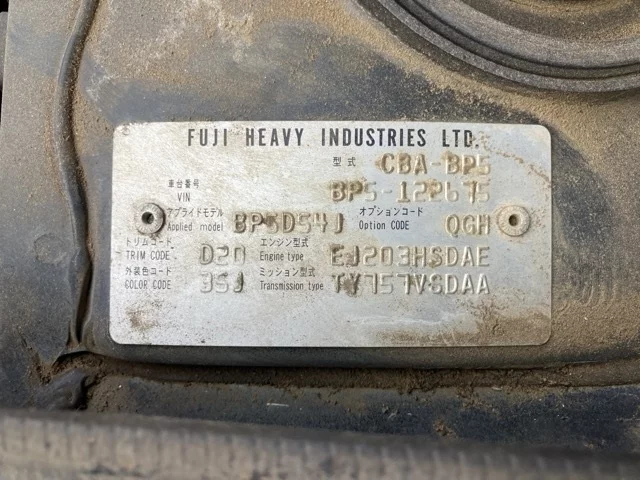 FUJI HEAVY INDUSTRIES LTD.
型式 CBA-BP5
車台番号
VIN BP5-122675
アプライドモデル オプションコード
Applied model BP5D54J Option CODE QGH
トリムコード エンジン型式
TRIM CODE D20 Engine type EJ203HSDAE
外装色コード ミッション型式
COLOR CODE 35J Transmission type TY757VSDAA